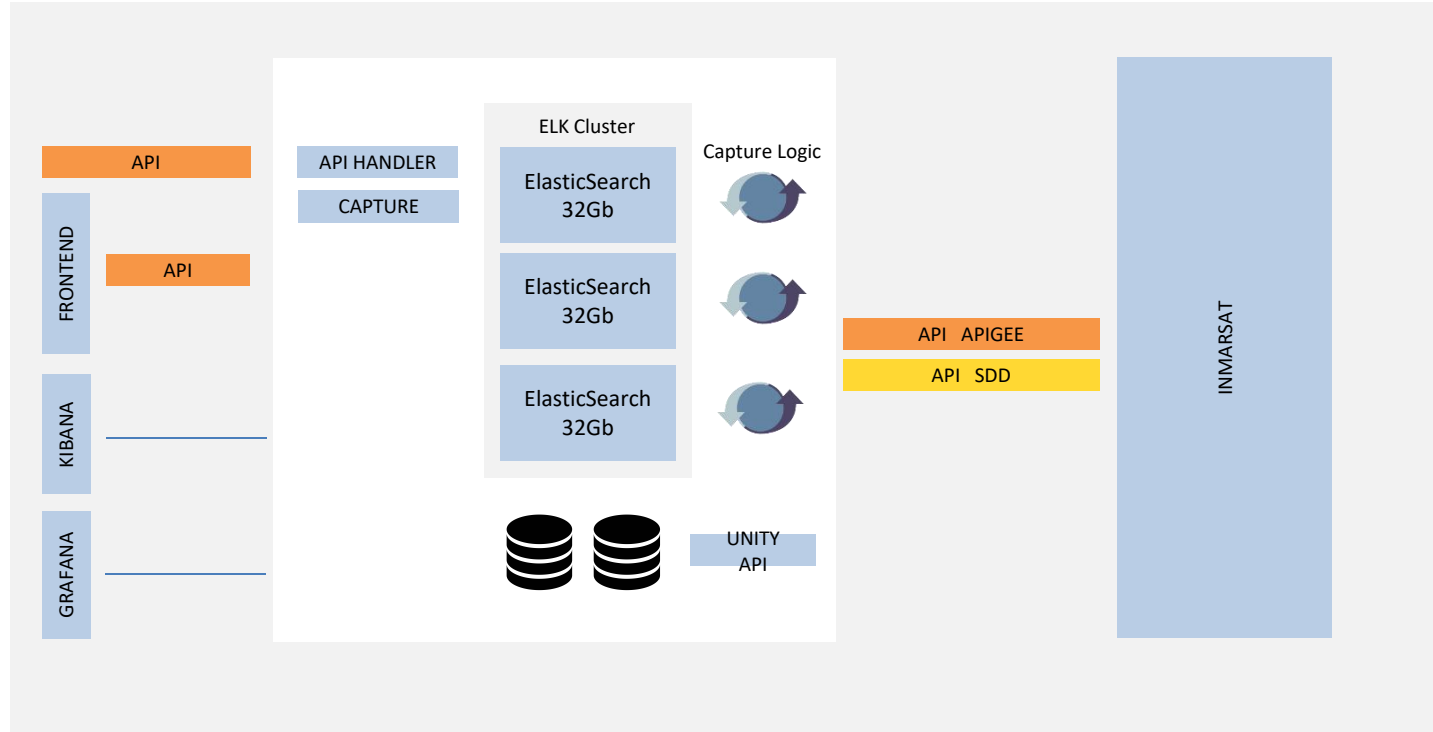 API
FRONTEND
API
KIBANA
GRAFANA
API HANDLER
CAPTURE
ELK Cluster
ElasticSearch
32Gb
ElasticSearch
32Gb
ElasticSearch
32Gb
Capture Logic
UNITY
API
API APIGEE
API SDD
INMARSAT